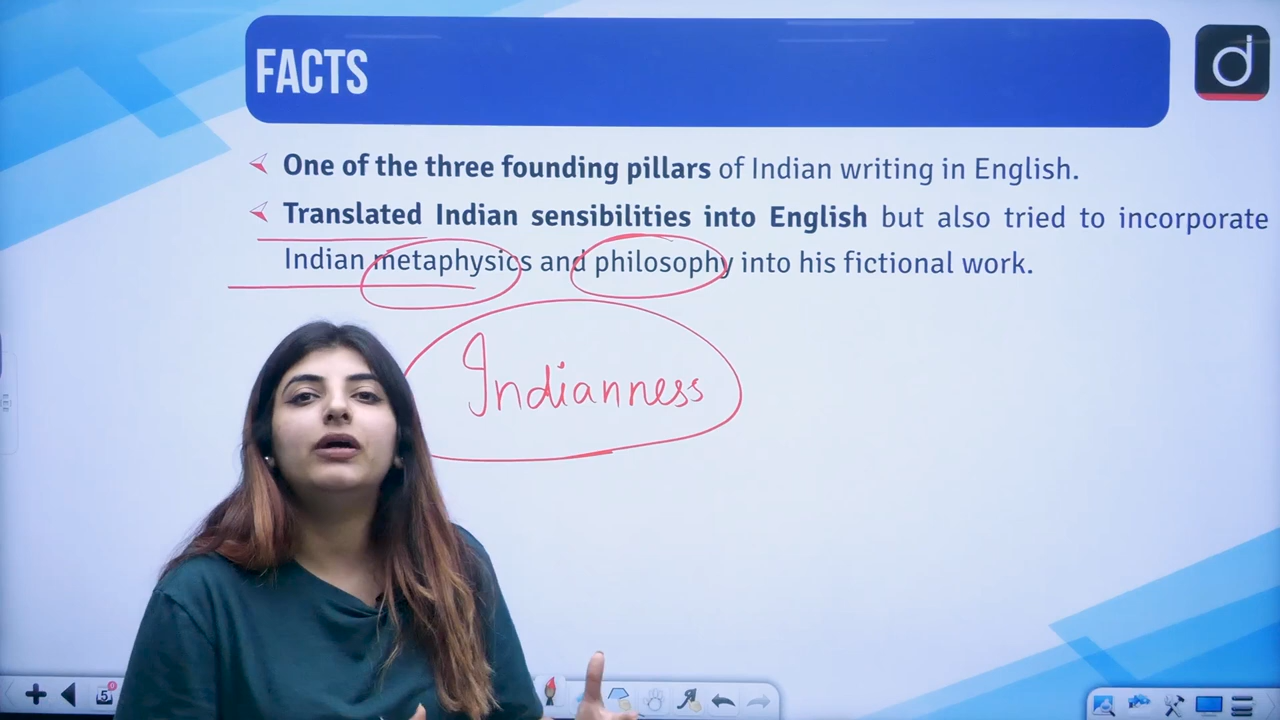 FACTS
d
One of the three founding pillars of Indian writing in English.
Translated Indian sensibilities into English but also tried to incorporate
Indian metaphysics and philosophy into his fictional work.
Indianness
5